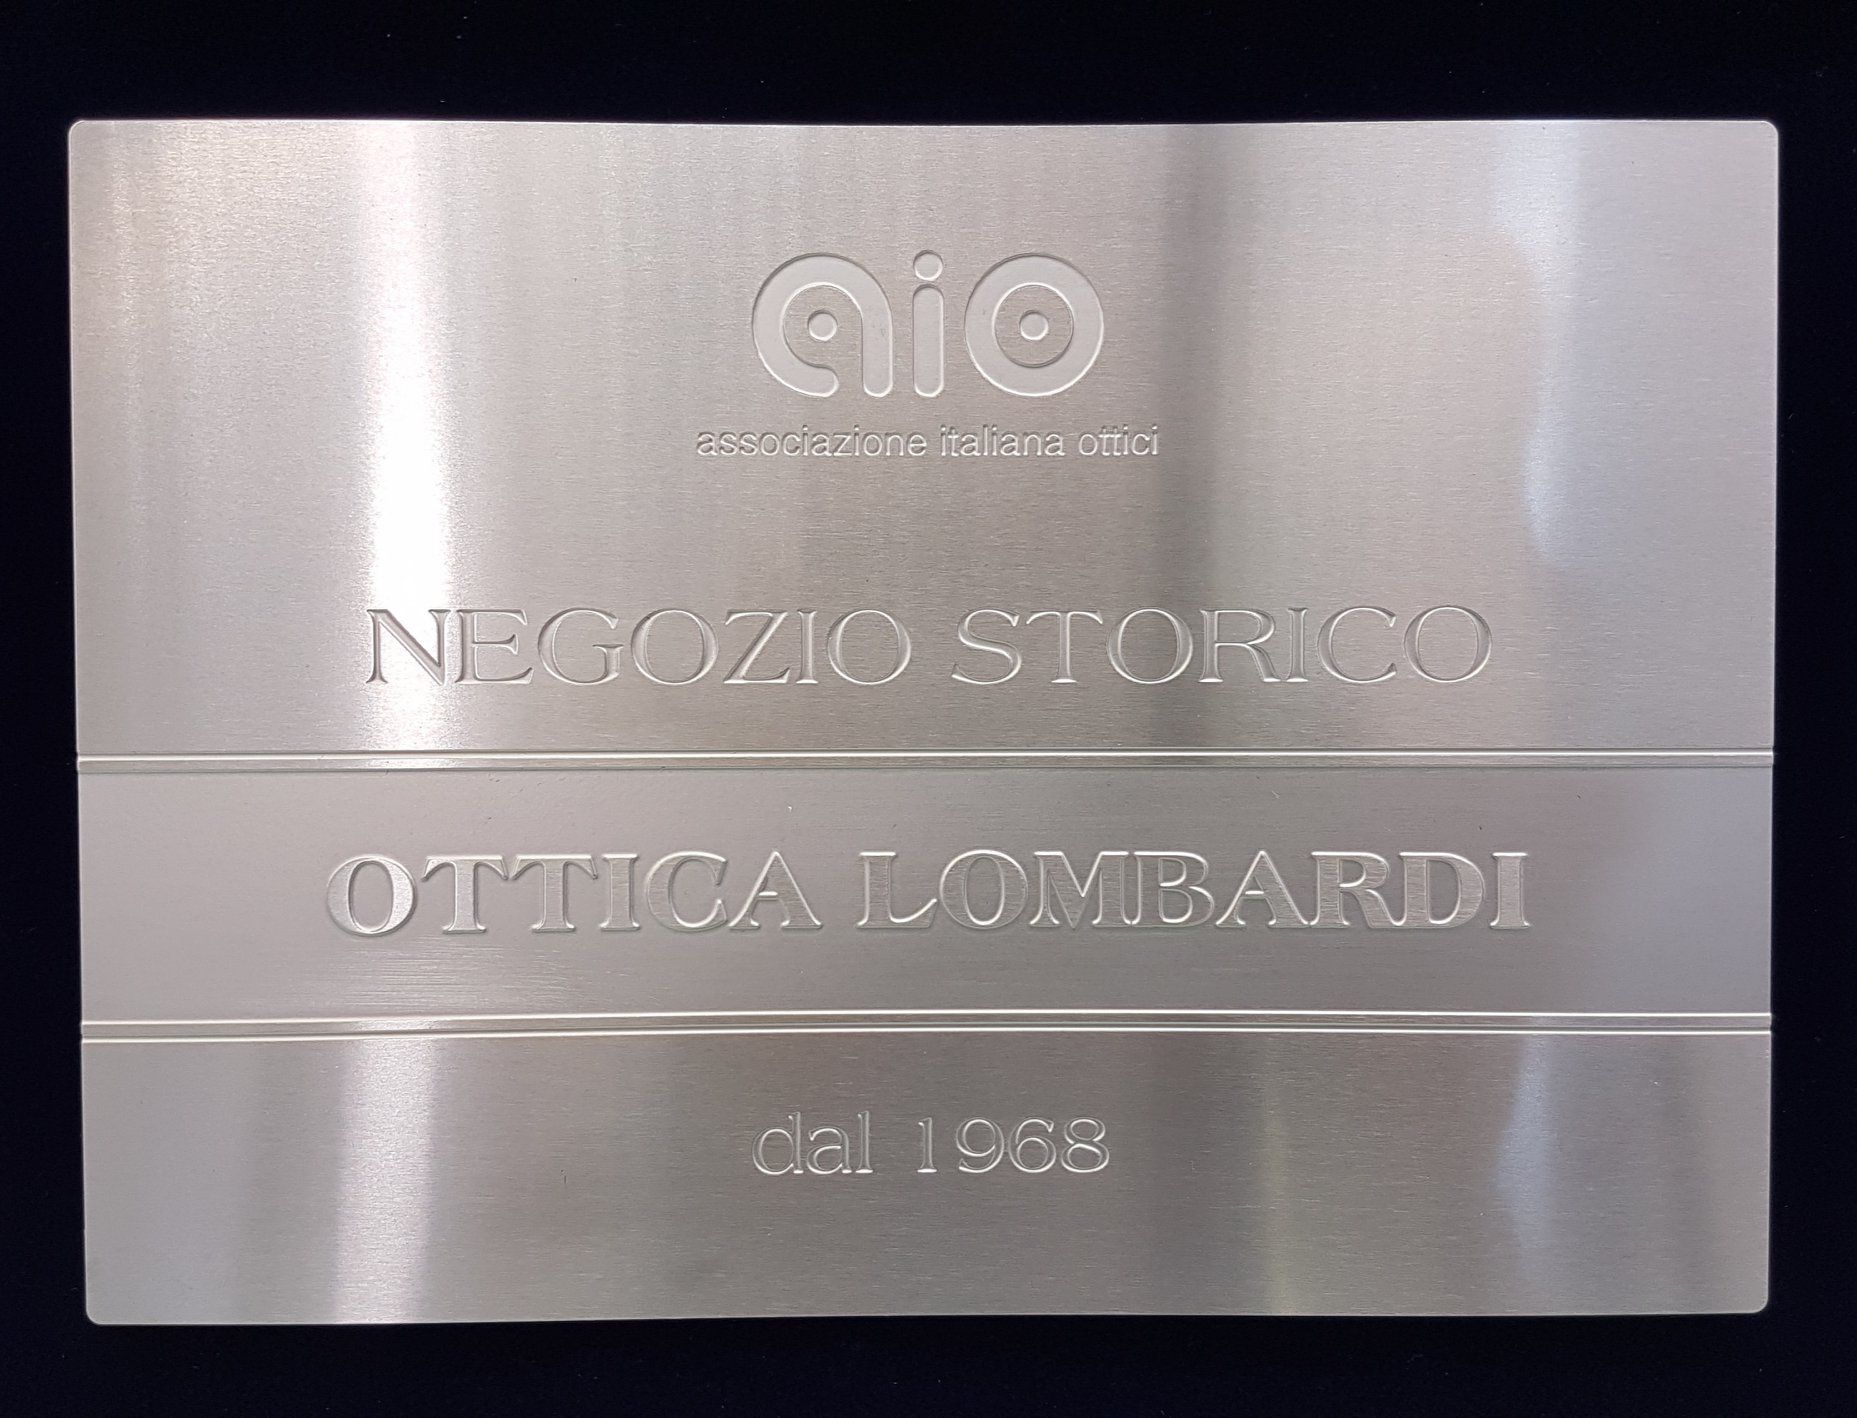 aio
associazione italiana ottici
NEGOZIO STORICO
OTTICA LOMBARDI
dal 1968